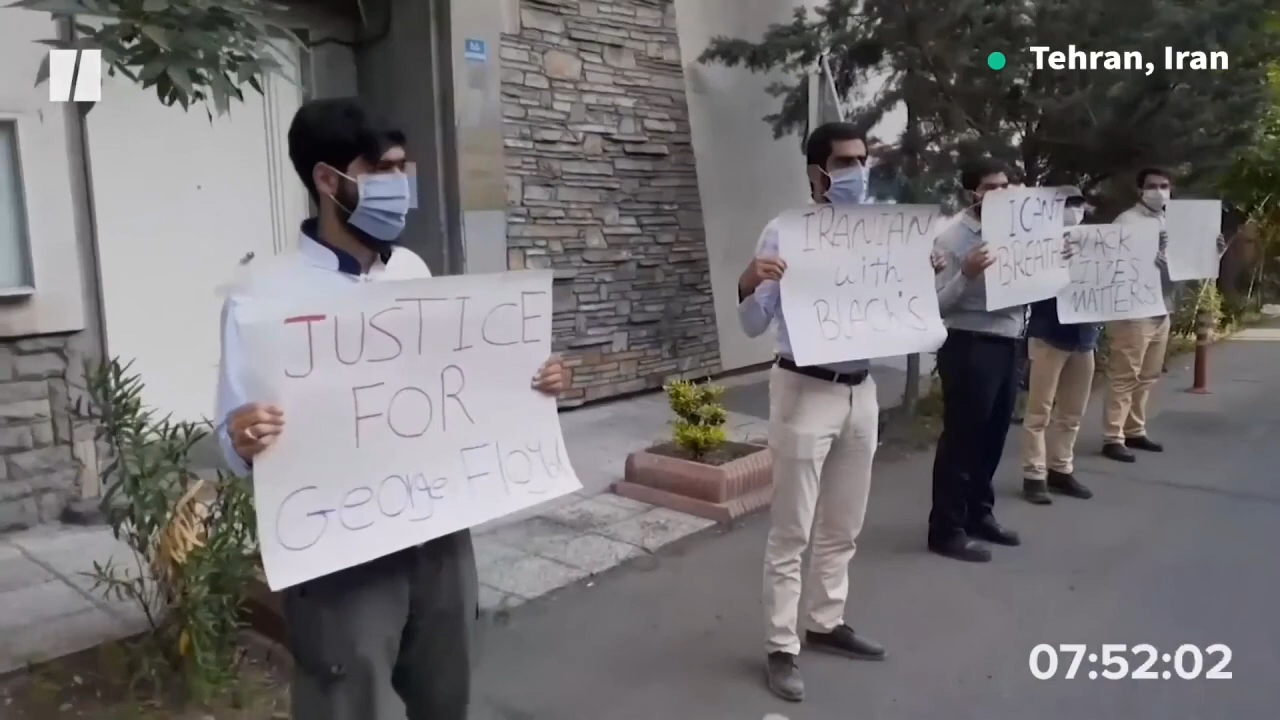 Tehran, Iran
JUSTICE
FOR
George Floyd
IRANIAN
with
BLACK'S
I CAN'T
BREATHE
BLACK
LIVES
MATTERS
07:52:02